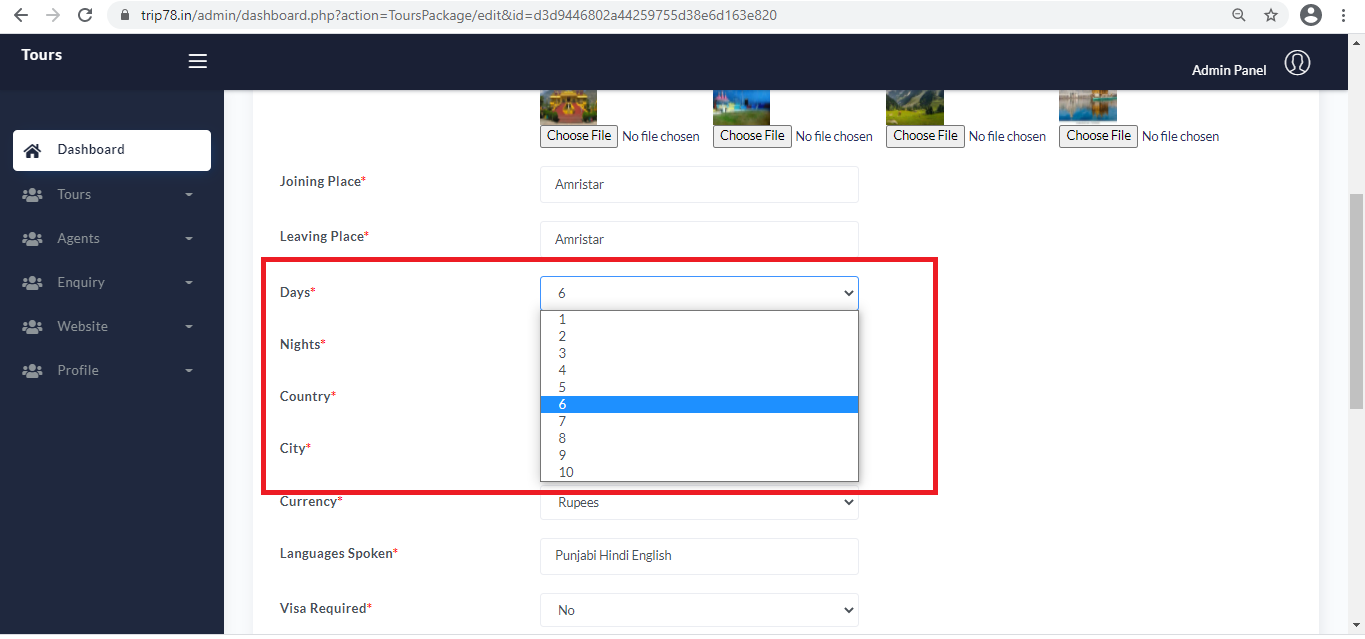 trip78.in/admin/dashboard.php?action=ToursPackage/edit&id=d3d9446802a44259755d38e6d163e820
Tours
Admin Panel
Dashboard
Tours
Agents
Enquiry
Website
Profile
Choose File No file chosen Choose File No file chosen Choose File No file chosen Choose File No file chosen
Joining Place* Amristar
Leaving Place* Amristar
Days* 6
1
2
Nights*
3
4
5
Country*
6
7
8
City*
9
10
Currency* Rupees
Languages Spoken* Punjabi Hindi English
Visa Required* No